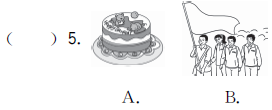 （　　）5.
A.　B.